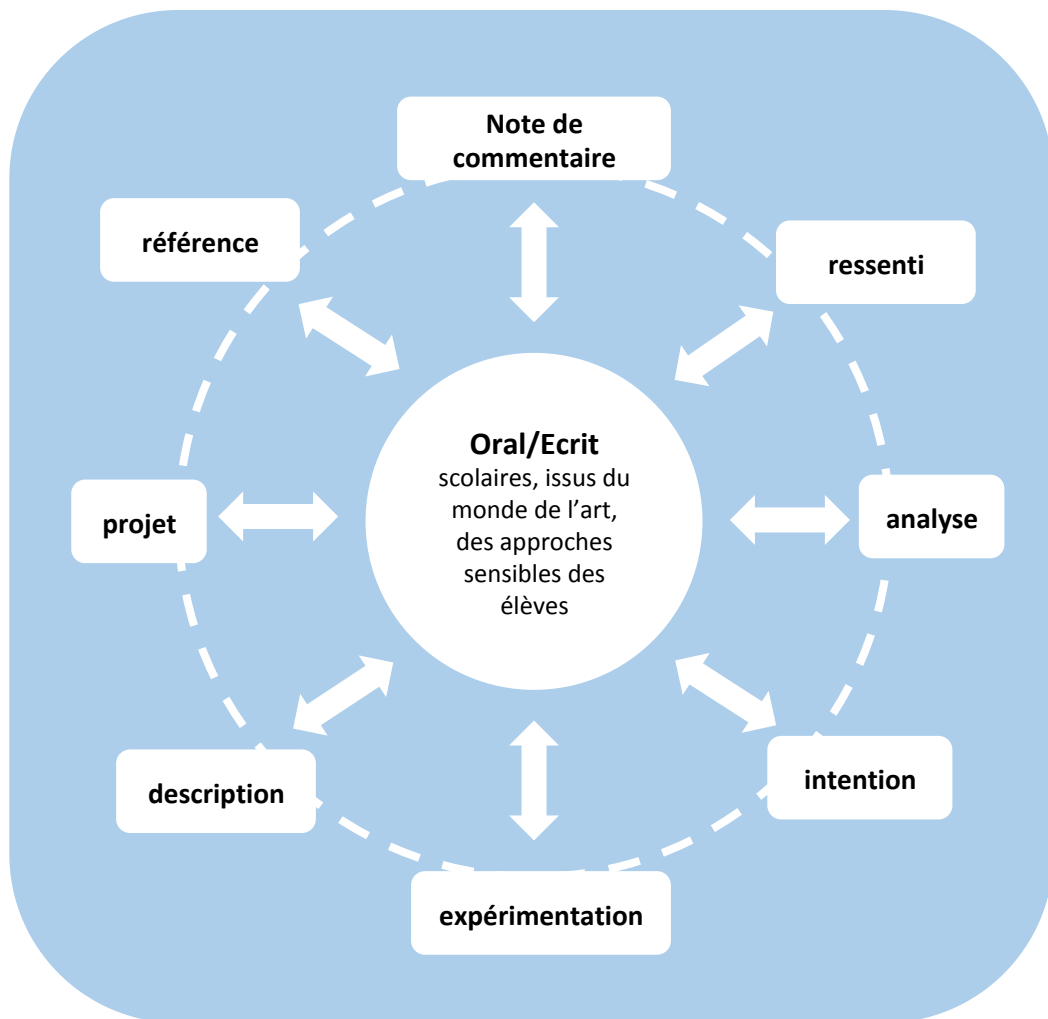 Note de
commentaire
référence
ressenti
Oral/Ecrit
scolaires, issus du
monde de l’art,
des approches
sensibles des
élèves
projet
analyse
description
intention
expérimentation